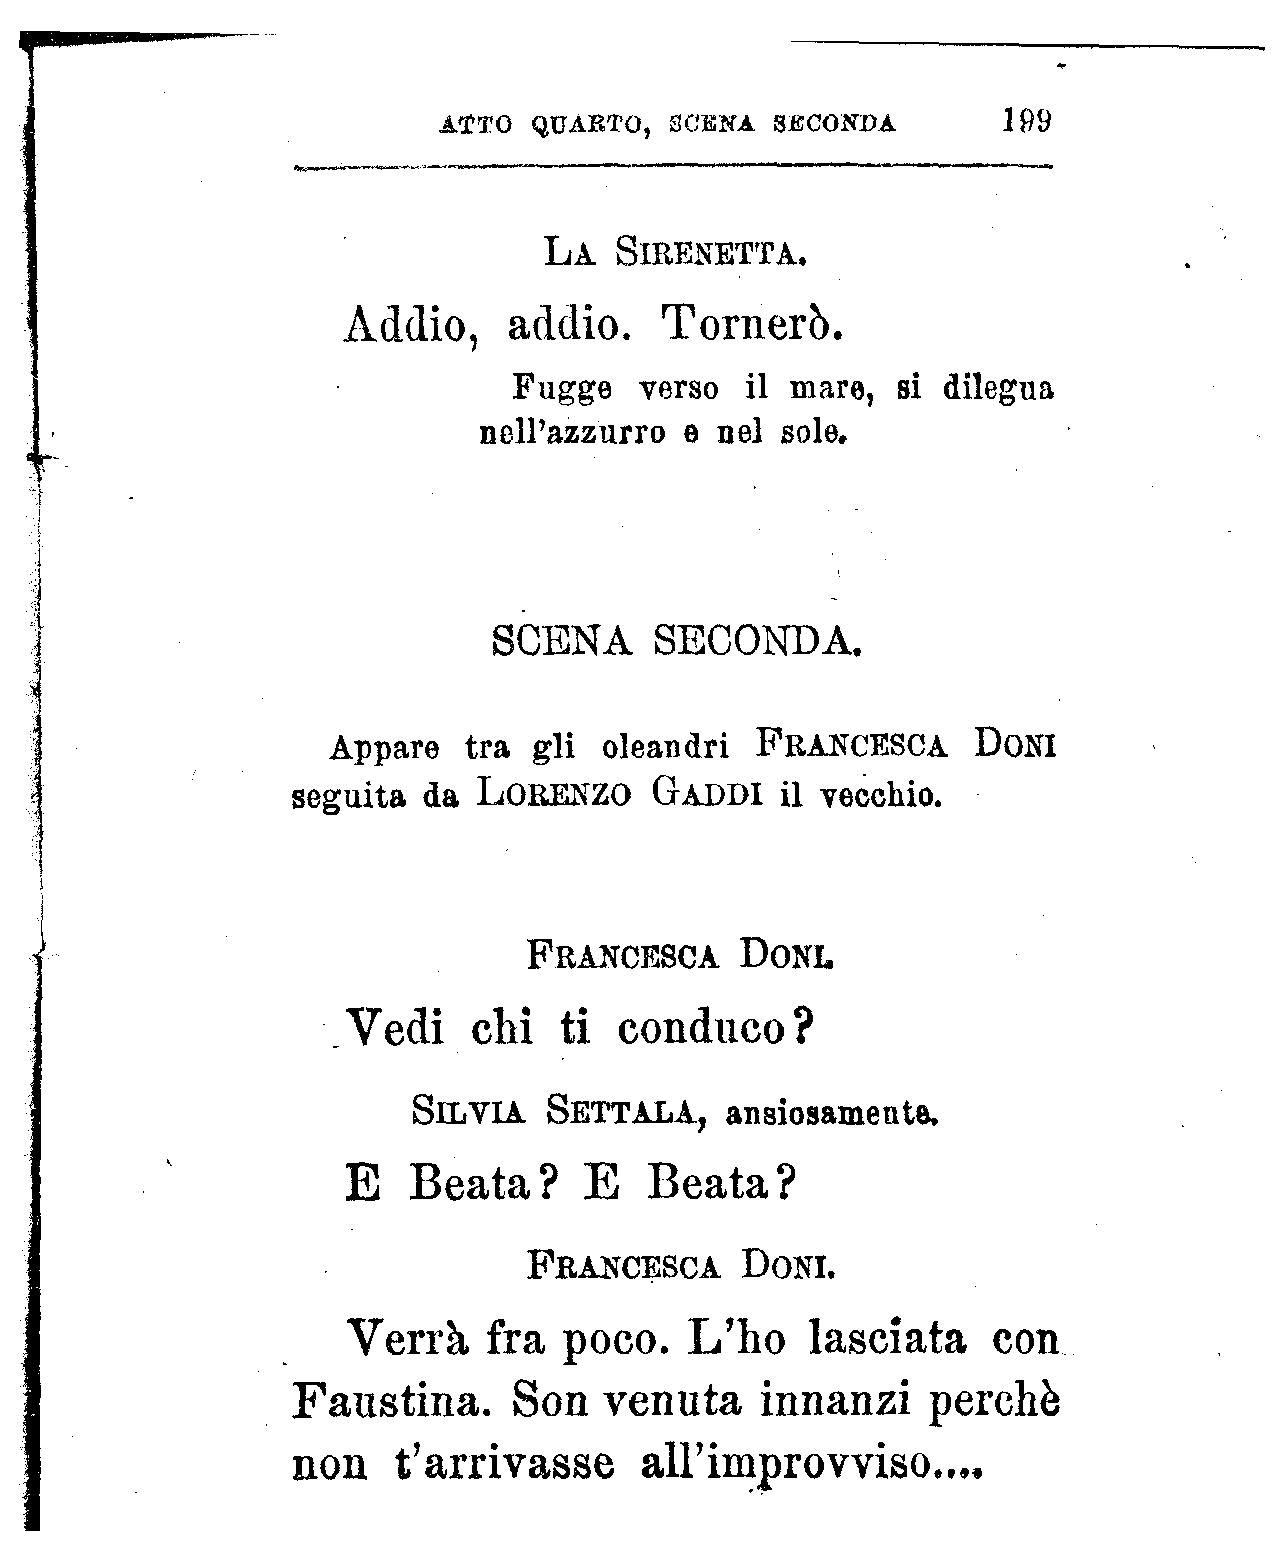 ATTO QUARTO, SCENA SECONDA 199
LA SIRENETTA.
Addio, addio. Tornerò.
Fugge verso il mare, si dilegua
nell'azzurro e nel sole.
SCENA SECONDA.
Appare tra gli oleandri FRANCESCA DONI
seguita da LORENZO GADDI il vecchio.
FRANCESCA DONI.
Vedi chi ti conduco?
SILVIA SETTALA, ansiosamente.
E Beata? E Beata?
FRANCESCA DONI.
Verrà fra poco. L'ho lasciata con
Faustina. Son venuta innanzi perchè
non t'arrivasse all'improvviso....